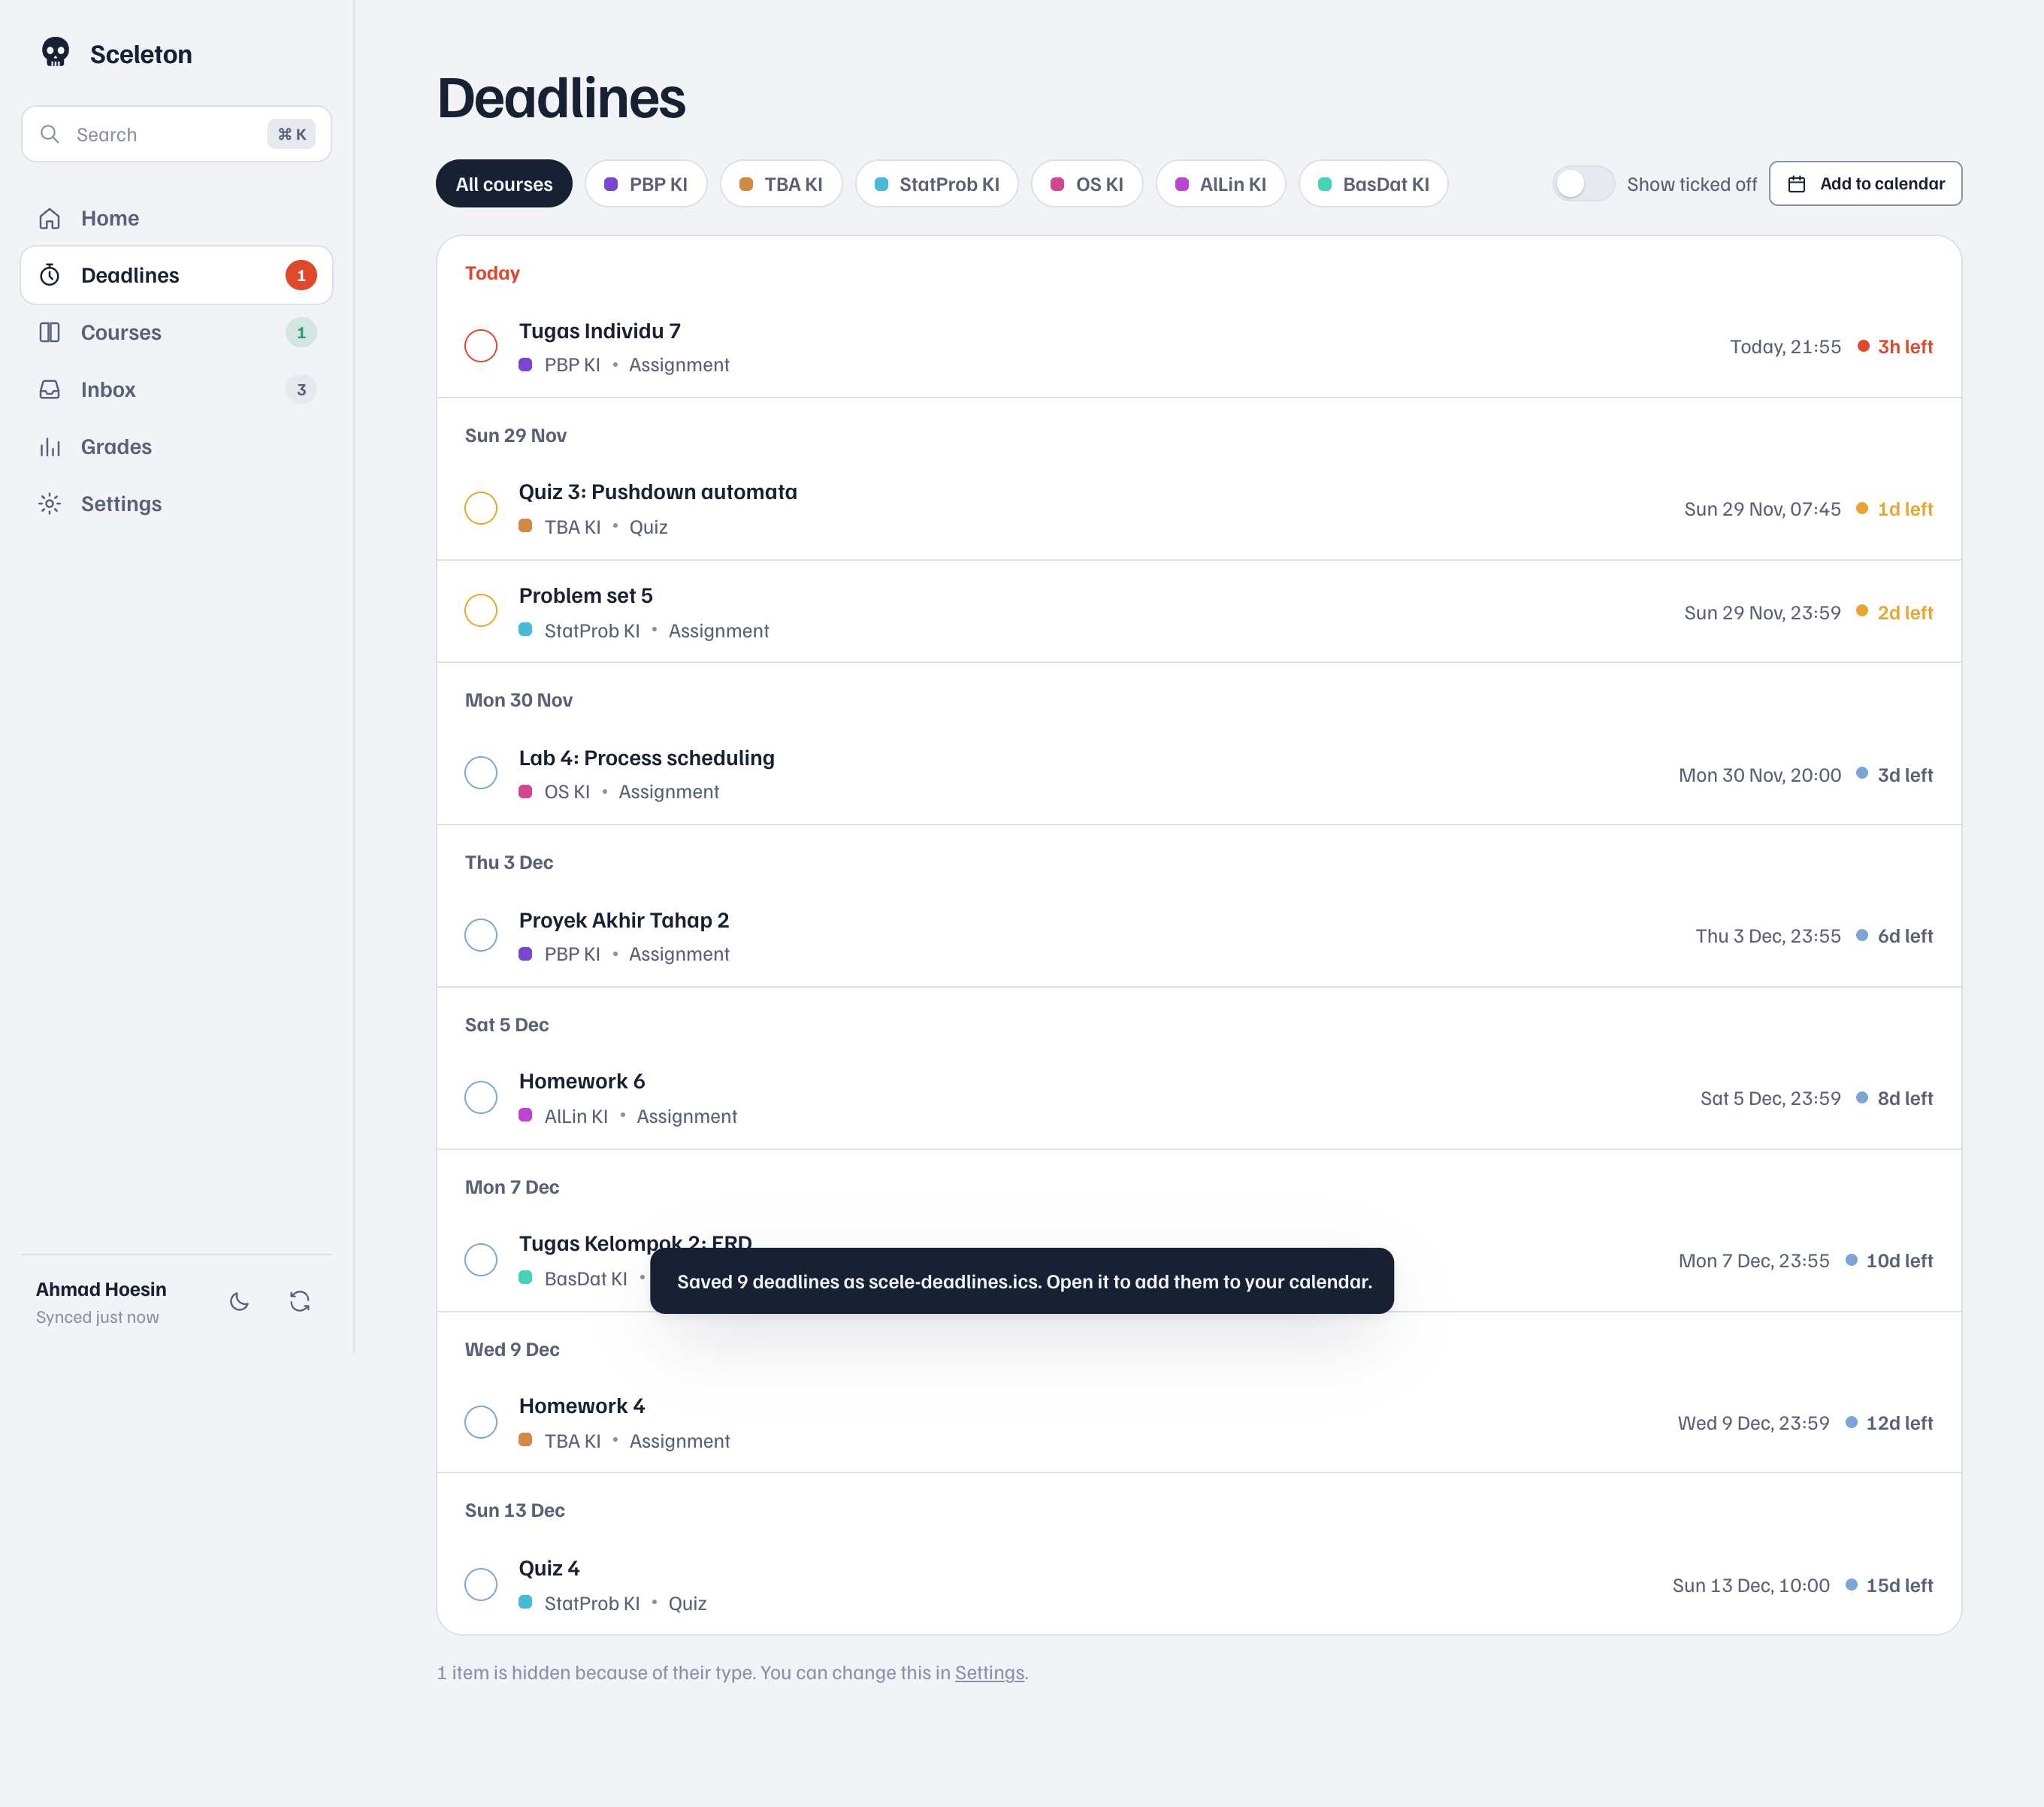 Sceleton
Search
⌘ K
Home
Deadlines 1
Courses 1
Inbox 3
Grades
Settings
Ahmad Hoesin
Synced just now
Deadlines
All courses
PBP KI
TBA KI
StatProb KI
OS KI
AlLin KI
BasDat KI
Show ticked off
Add to calendar
Today
Tugas Individu 7
PBP KI • Assignment
Today, 21:55
3h left
Sun 29 Nov
Quiz 3: Pushdown automata
TBA KI • Quiz
Sun 29 Nov, 07:45
1d left
Problem set 5
StatProb KI • Assignment
Sun 29 Nov, 23:59
2d left
Mon 30 Nov
Lab 4: Process scheduling
OS KI • Assignment
Mon 30 Nov, 20:00
3d left
Thu 3 Dec
Proyek Akhir Tahap 2
PBP KI • Assignment
Thu 3 Dec, 23:55
6d left
Sat 5 Dec
Homework 6
AlLin KI • Assignment
Sat 5 Dec, 23:59
8d left
Mon 7 Dec
Tugas Kelompok 2: ERD
BasDat KI •
Mon 7 Dec, 23:55
10d left
Saved 9 deadlines as scele-deadlines.ics. Open it to add them to your calendar.
Wed 9 Dec
Homework 4
TBA KI • Assignment
Wed 9 Dec, 23:59
12d left
Sun 13 Dec
Quiz 4
StatProb KI • Quiz
Sun 13 Dec, 10:00
15d left
1 item is hidden because of their type. You can change this in Settings.